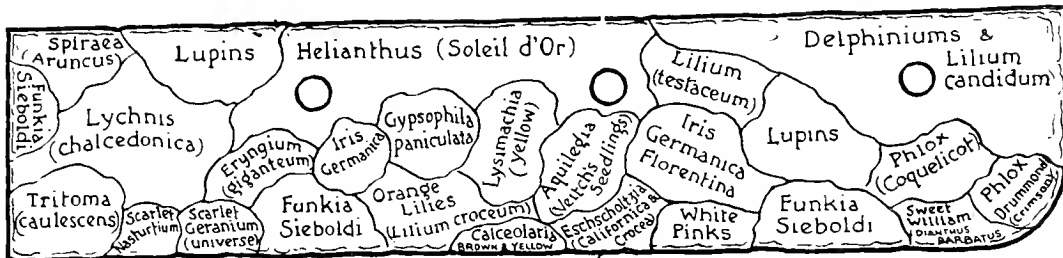 Spiraea
Aruncus)
Lupins
Helianthus (Soleil d'Or)
Delphiniums &
Lilium
candidum)
Funkia
Sieboldi)
Lychnis
(chalcedonica)
Lilium
(testaceum)
Gypsophila
paniculata
Lysimachia
(yellow)
Iris
Germanica)
Eryngium
(giganteum)
Aquiledia
(Veitch's
Seedlings)
Iris
Germanica
Florentina
Lupins
Phlox
(Coquelicot)
Phlox
Drummond
(Crimson)
Tritoma
(caulescens)
Scarlet
Nasturtium
Scarlet
Geranium
(universe)
Funkia
Sieboldi
Orange
Lilies
(Lilium croceum)
Calceolaria
BROWN & YELLOW
Eschscholtzia
(Californica &
Crocea)
White
Pinks
Funkia
Sieboldi
Sweet
William
DIANTHUS
BARBATUS